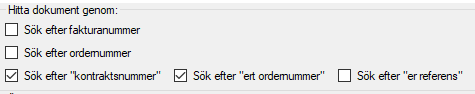 Hitta dokument genom:
Sök efter fakturanummer
Sök efter ordernummer
Sök efter "kontraktsnummer" Sök efter "ert ordernummer" Sök efter "er referens"